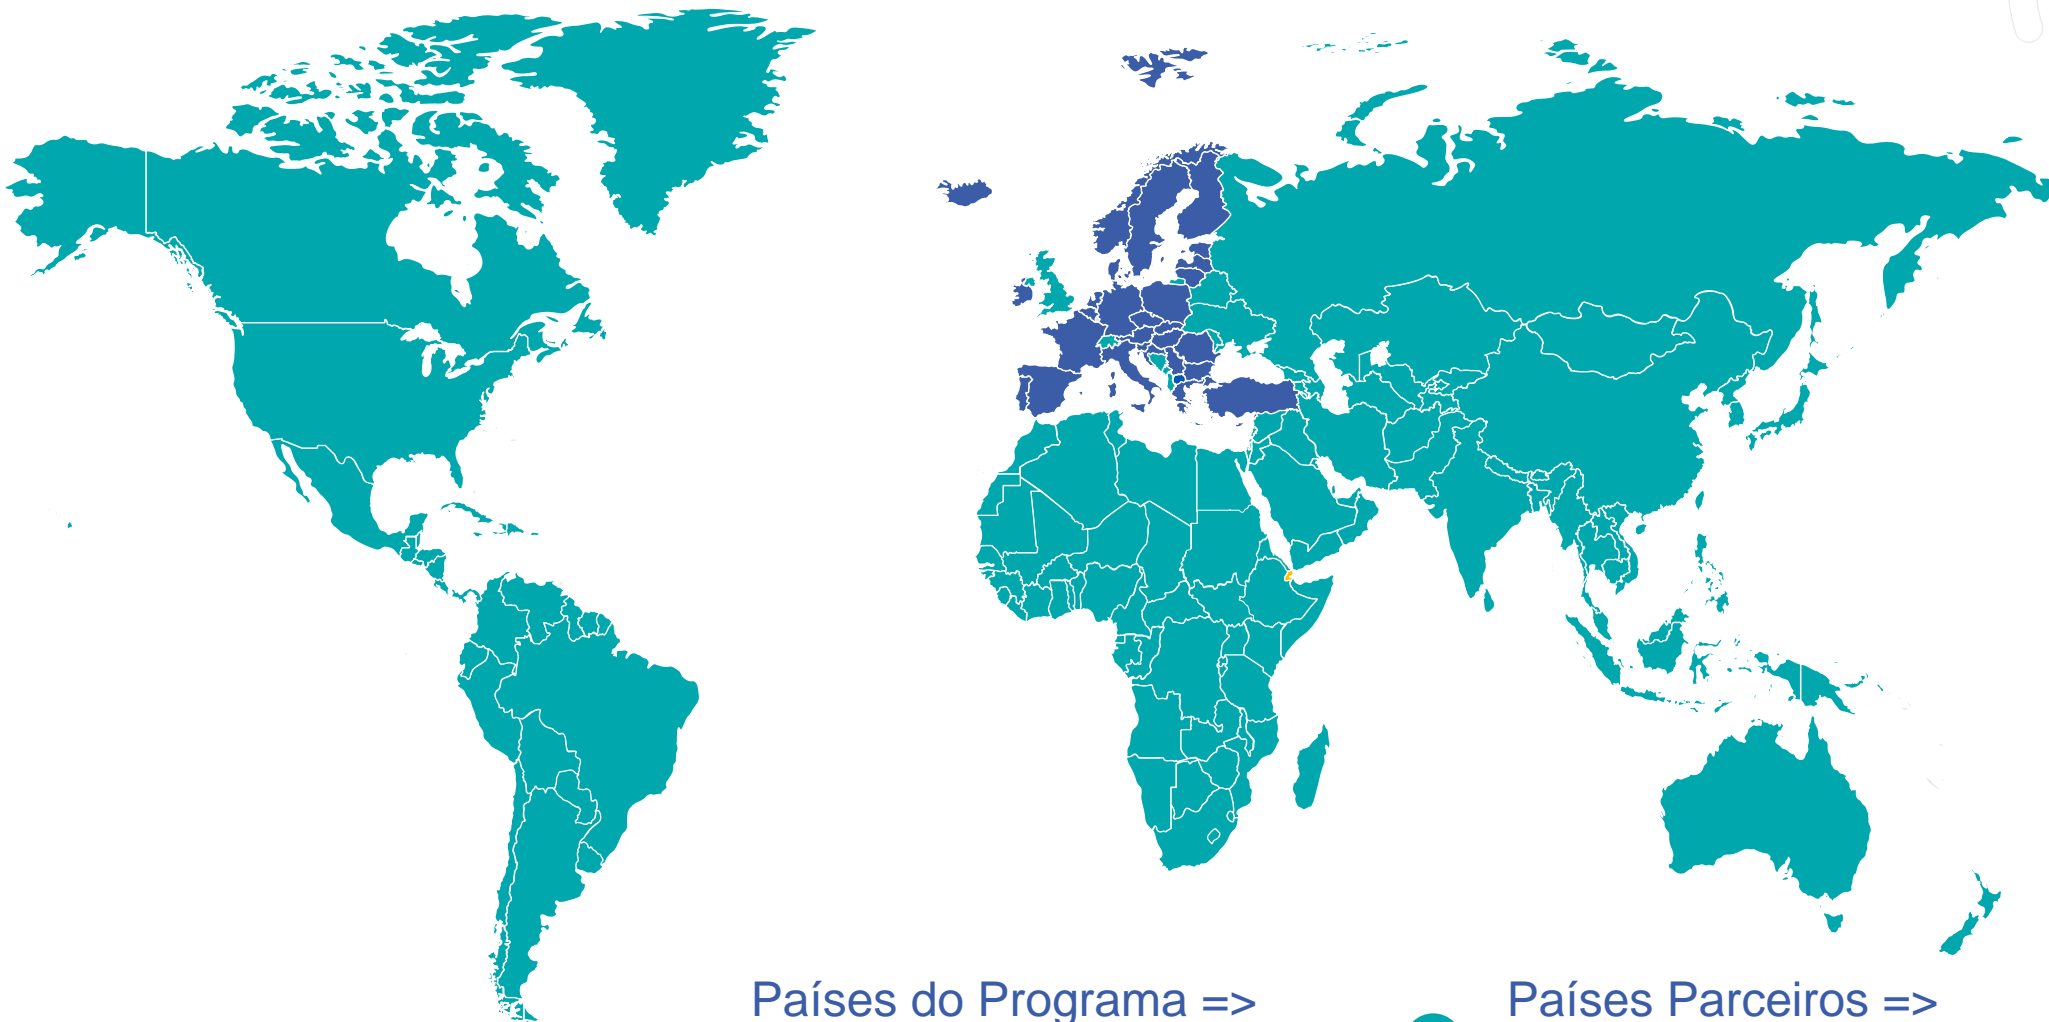 Países do Programa =>
Países Parceiros =>